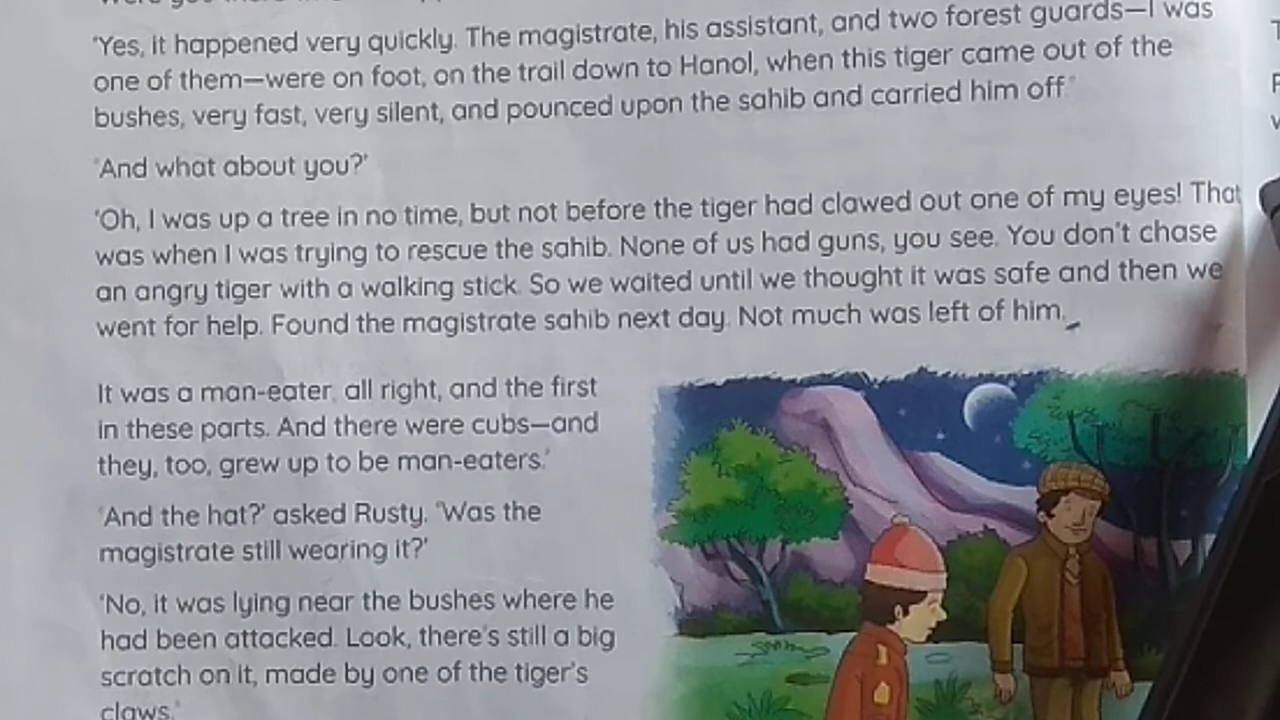 'Yes, it happened very quickly. The magistrate, his assistant, and two forest guards—I was
one of them—were on foot, on the trail down to Hanol, when this tiger came out of the
bushes, very fast, very silent, and pounced upon the sahib and carried him off.'
'And what about you?'
'Oh, I was up a tree in no time, but not before the tiger had clawed out one of my eyes! That
was when I was trying to rescue the sahib. None of us had guns, you see. You don't chase
an angry tiger with a walking stick. So we waited until we thought it was safe and then we
went for help. Found the magistrate sahib next day. Not much was left of him.
It was a man-eater, all right, and the first
in these parts. And there were cubs—and
they, too, grew up to be man-eaters.'
'And the hat?' asked Rusty. 'Was the
magistrate still wearing it?'
'No, it was lying near the bushes where he
had been attacked. Look, there's still a big
scratch on it, made by one of the tiger's
claws.'